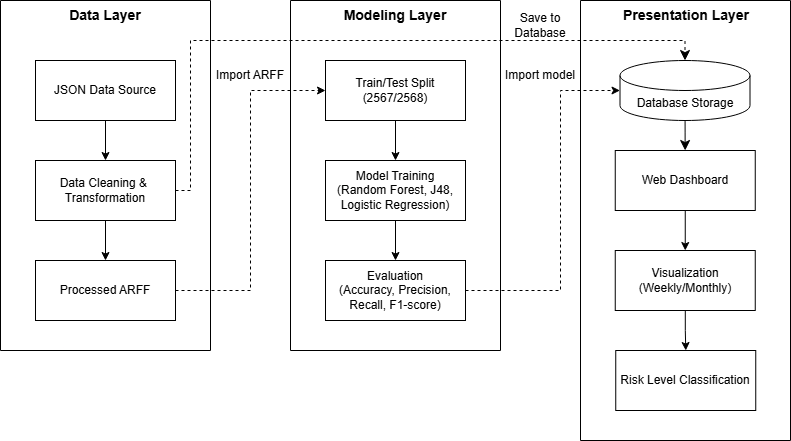 Data Layer
JSON Data Source
Data Cleaning &
Transformation
Processed ARFF
Import ARFF
Modeling Layer
Train/Test Split
(2567/2568)
Model Training
(Random Forest, J48,
Logistic Regression)
Evaluation
(Accuracy, Precision,
Recall, F1-score)
Save to
Database
Import model
Presentation Layer
Database Storage
Web Dashboard
Visualization
(Weekly/Monthly)
Risk Level Classification